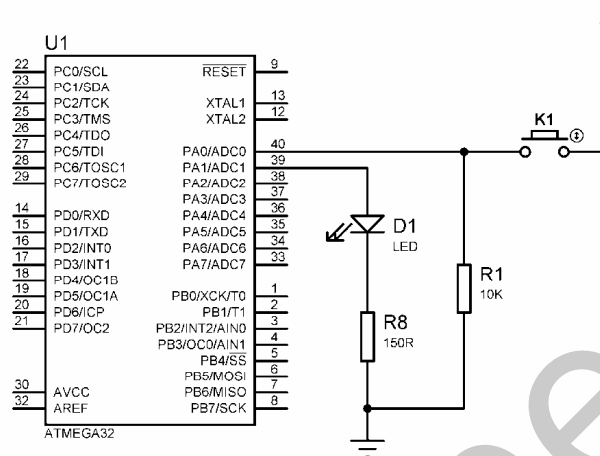 U1
22 PC0/SCL RESET 9
23 PC1/SDA
24 PC2/TCK XTAL1 13
25 PC3/TMS XTAL2 12
26 PC4/TDO
27 PC5/TDI PA0/ADC0 40
28 PC6/TOSC1 PA1/ADC1 39
29 PC7/TOSC2 PA2/ADC2 38
PA3/ADC3 37
14 PD0/RXD PA4/ADC4 36
15 PD1/TXD PA5/ADC5 35
16 PD2/INT0 PA6/ADC6 34
17 PD3/INT1 PA7/ADC7 33
18 PD4/OC1B
19 PD5/OC1A PB0/XCK/T0 1
20 PD6/ICP PB1/T1 2
21 PD7/OC2 PB2/INT2/AIN0 3
PB3/OC0/AIN1 4
PB4/SS 5
PB5/MOSI 6
30 AVCC PB6/MISO 7
32 AREF PB7/SCK 8
ATMEGA32
K1
D1
LED
R1
10K
R8
150R